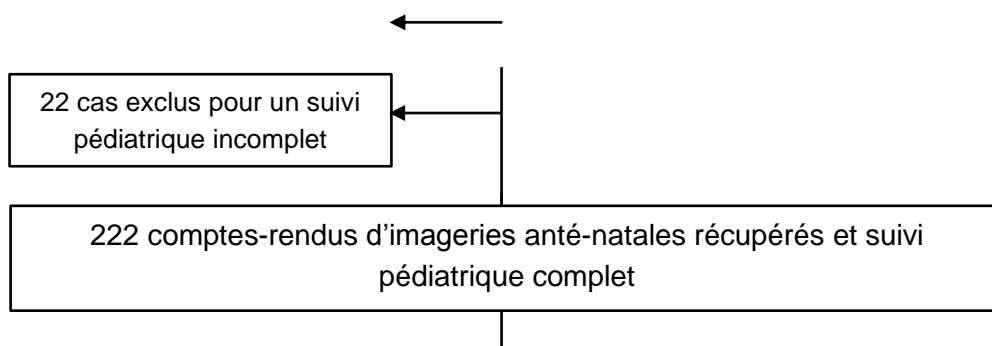 22 cas exclus pour un suivi
pédiatrique incomplet
222 comptes-rendus d’imageries anté-natales récupérés et suivi
pédiatrique complet